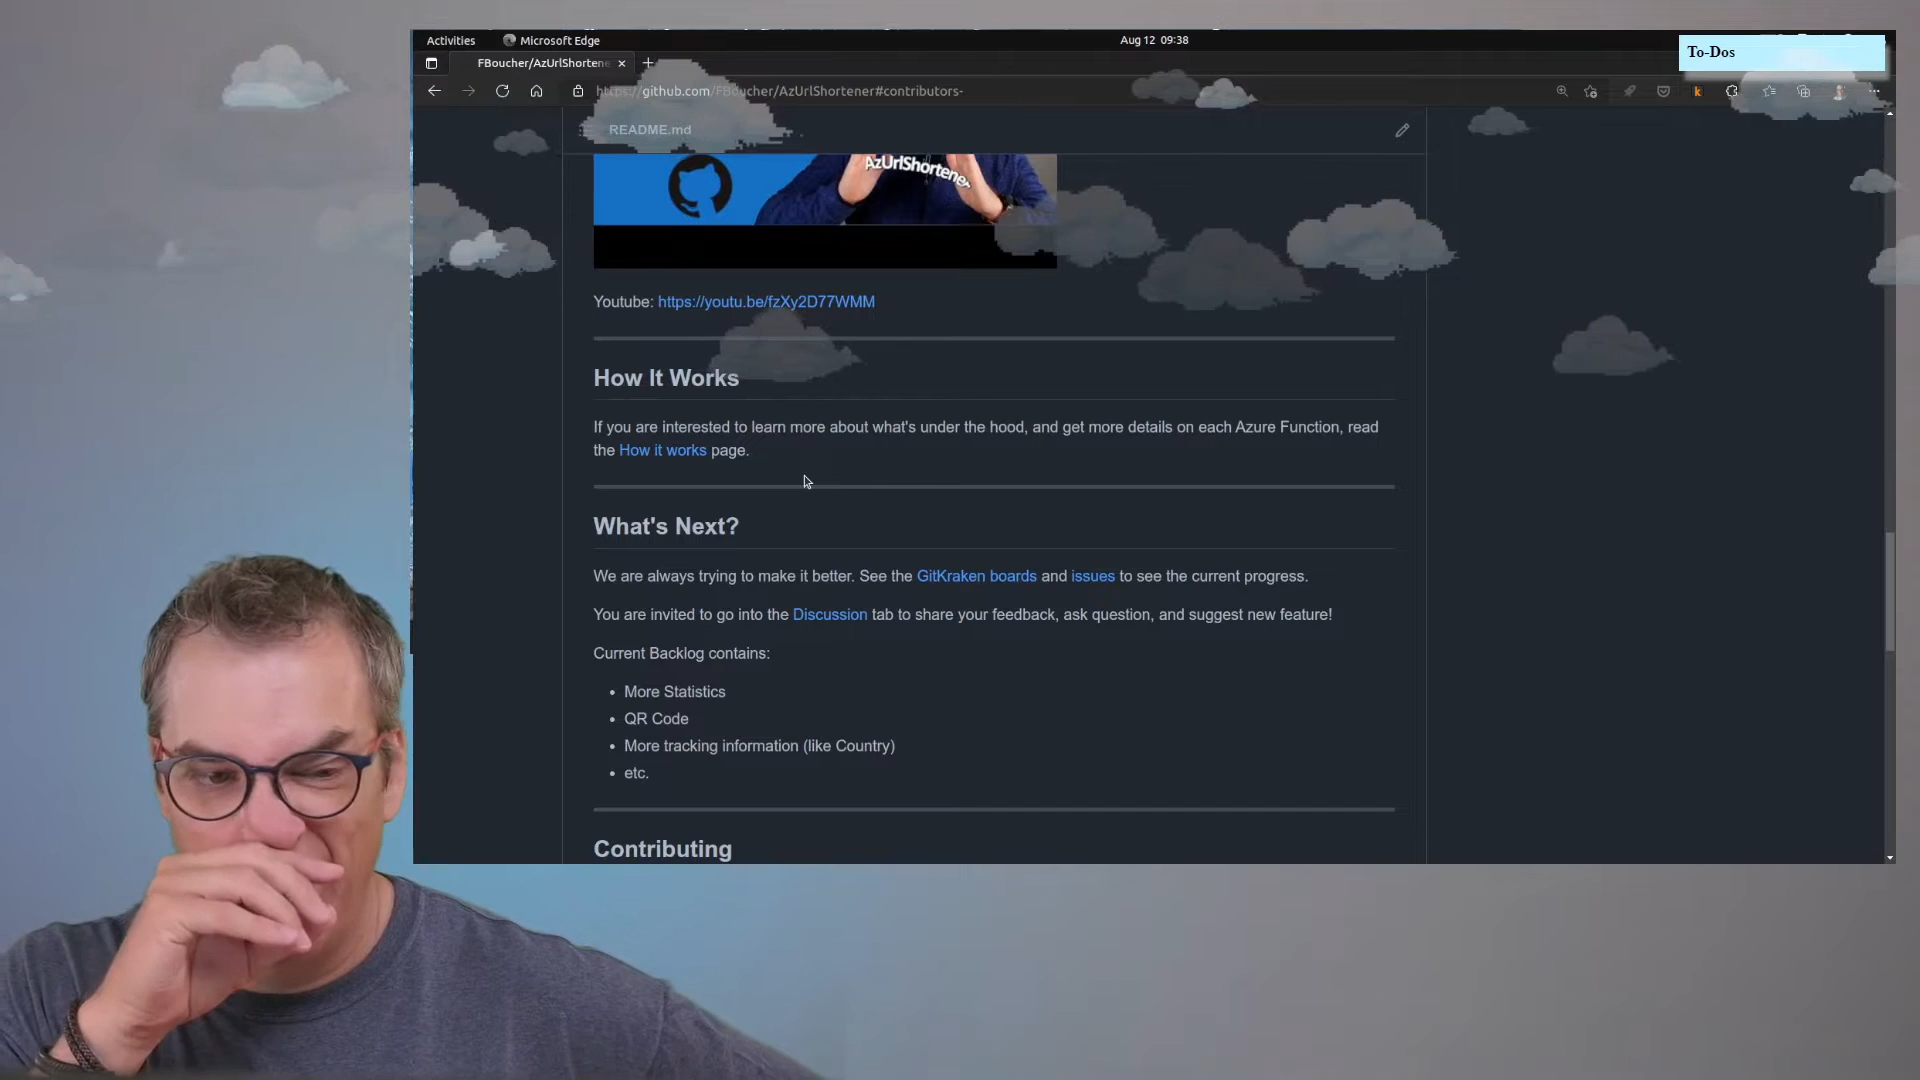 Activities
Microsoft Edge
Aug 12 09:38
To-Dos
FBoucher/AzUrlShortene
https://github.com/FBoucher/AzUrlShortener#contributors-
README.md
AzUrlShortener
Youtube: https://youtu.be/fzXy2D77WMM
How It Works
If you are interested to learn more about what's under the hood, and get more details on each Azure Function, read
the How it works page.
What's Next?
We are always trying to make it better. See the GitKraken boards and issues to see the current progress.
You are invited to go into the Discussion tab to share your feedback, ask question, and suggest new feature!
Current Backlog contains:
• More Statistics
• QR Code
• More tracking information (like Country)
• etc.
Contributing